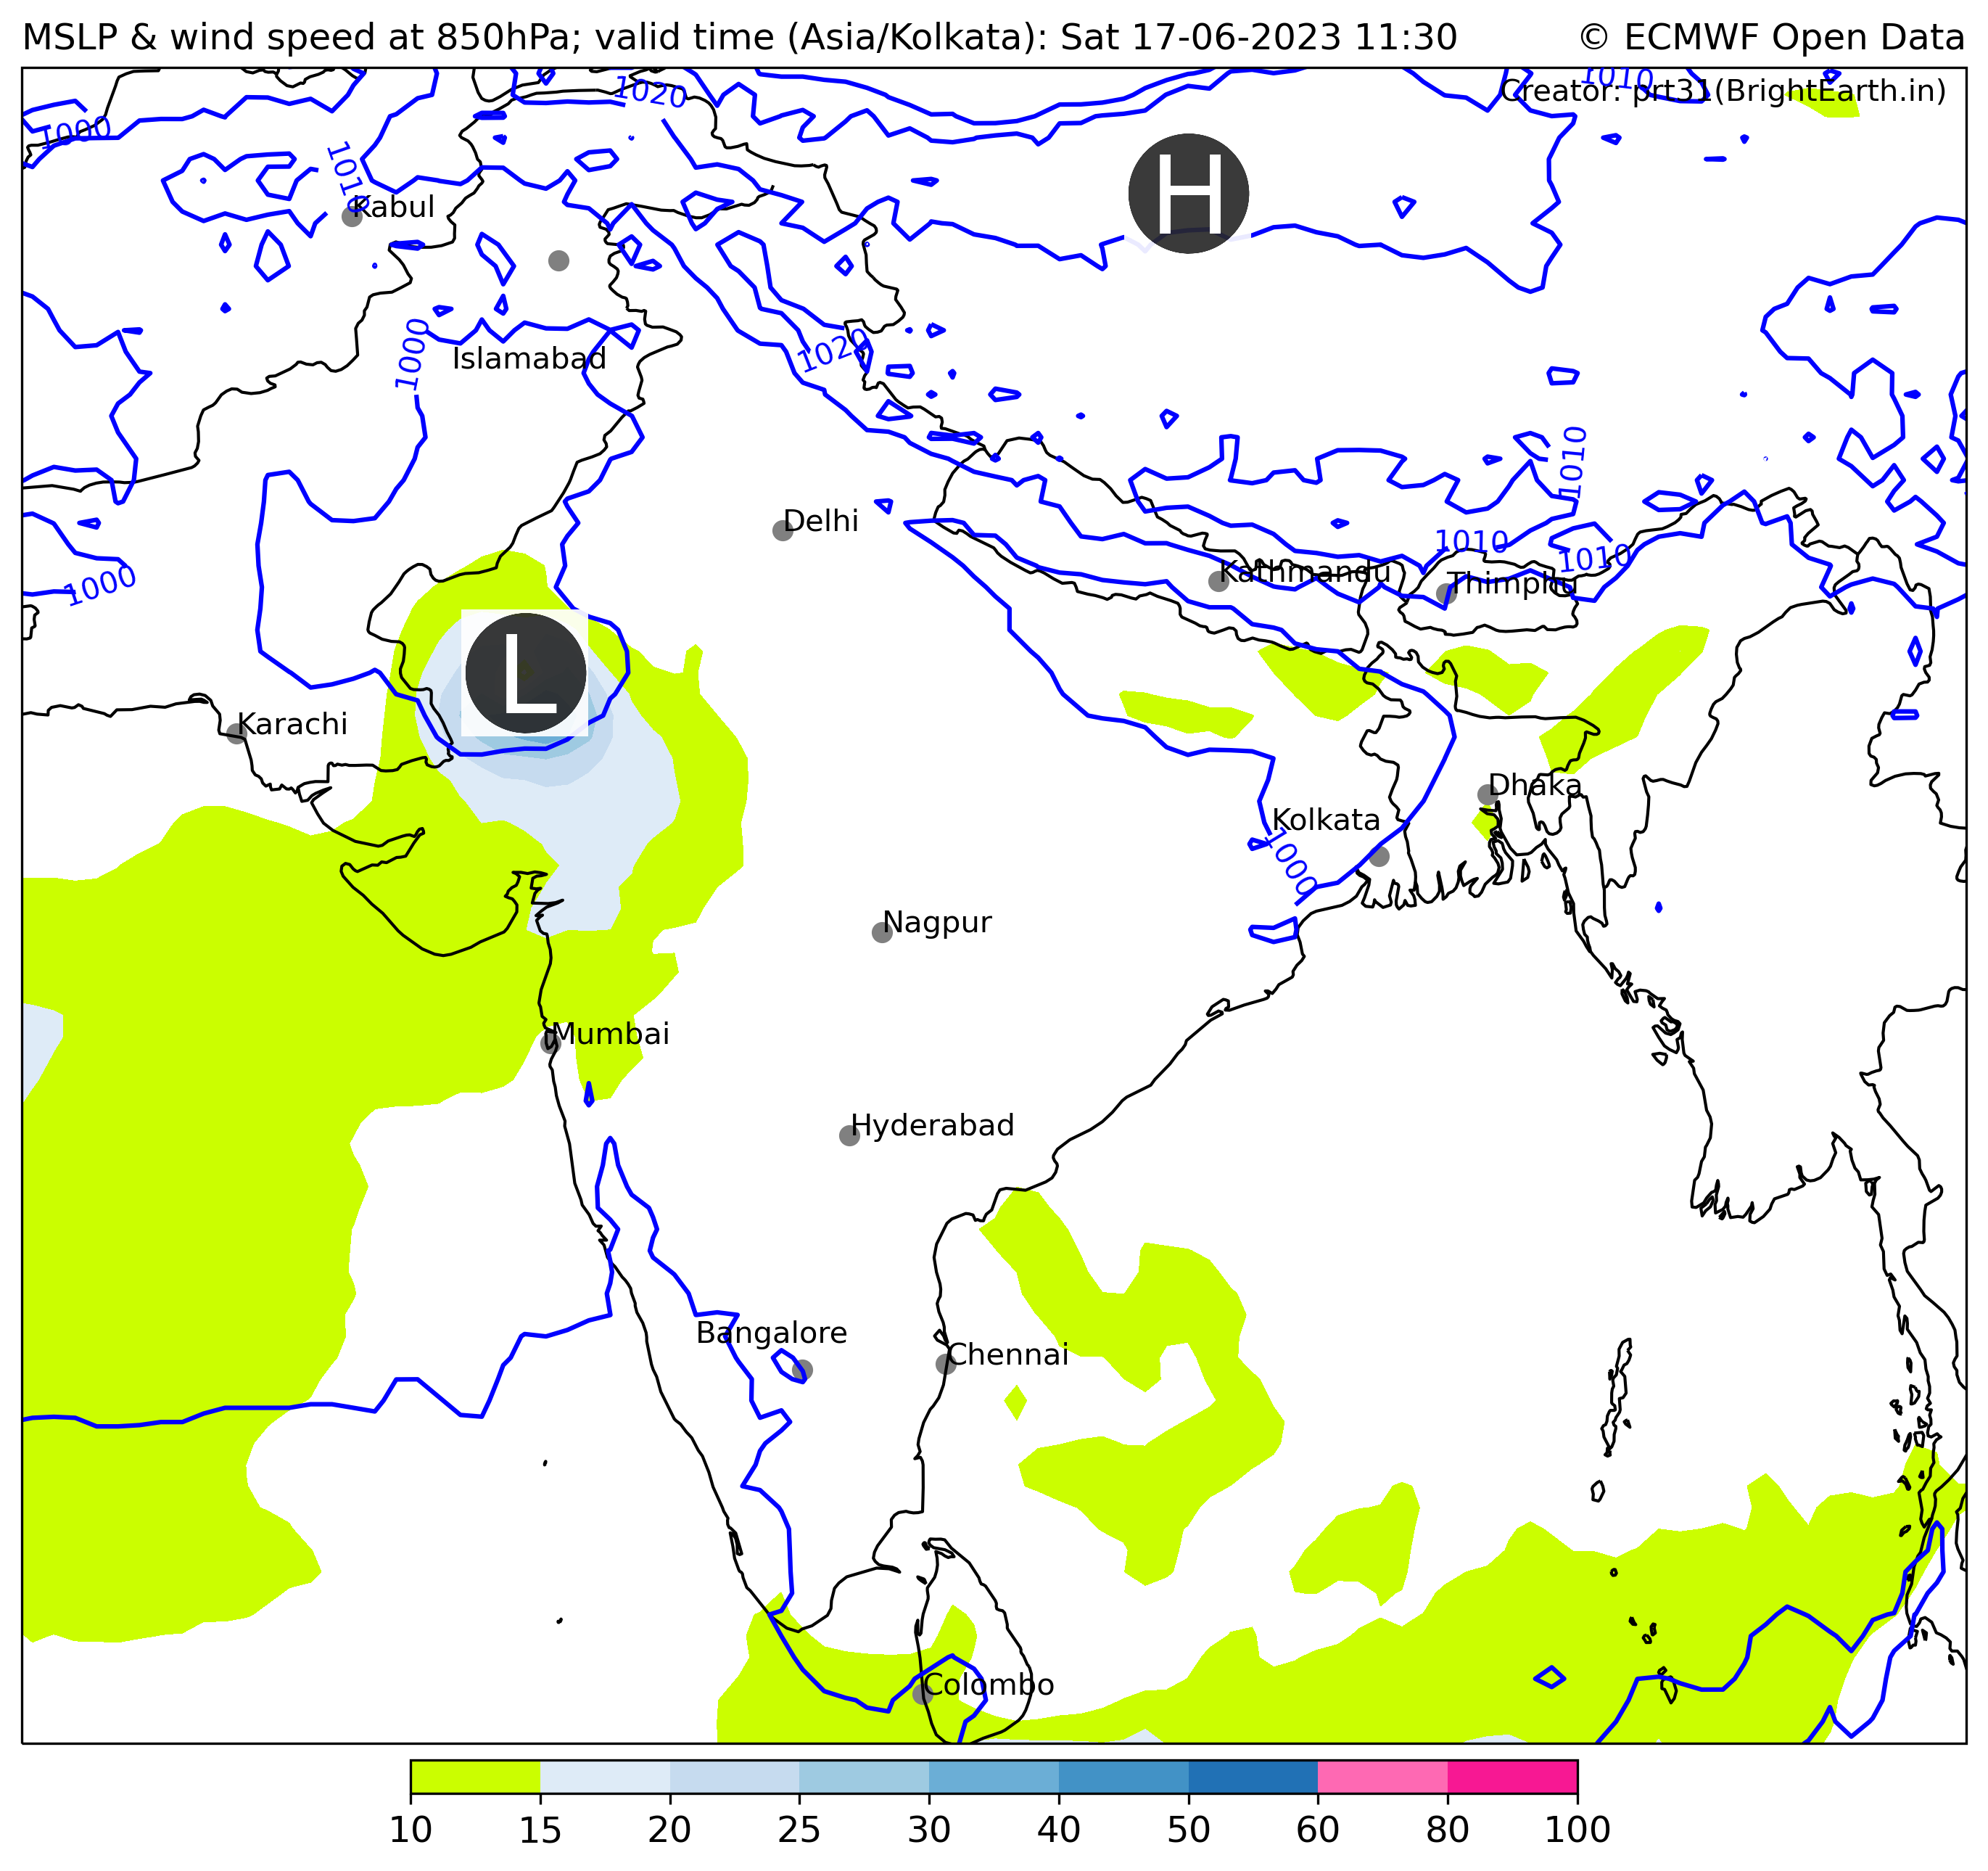 MSLP & wind speed at 850hPa; valid time (Asia/Kolkata): Sat 17-06-2023 11:30
© ECMWF Open Data
1020
1010
Creator: prt31(BrightEarth.in)
1000
1010
H
Kabul
1000
1020
Islamabad
1010
Delhi
1010
1010
1000
Kathmandu
Thimphu
L
Karachi
Dhaka
Kolkata
1000
Nagpur
Mumbai
Hyderabad
Bangalore
Chennai
Colombo
10 15 20 25 30 40 50 60 80 100